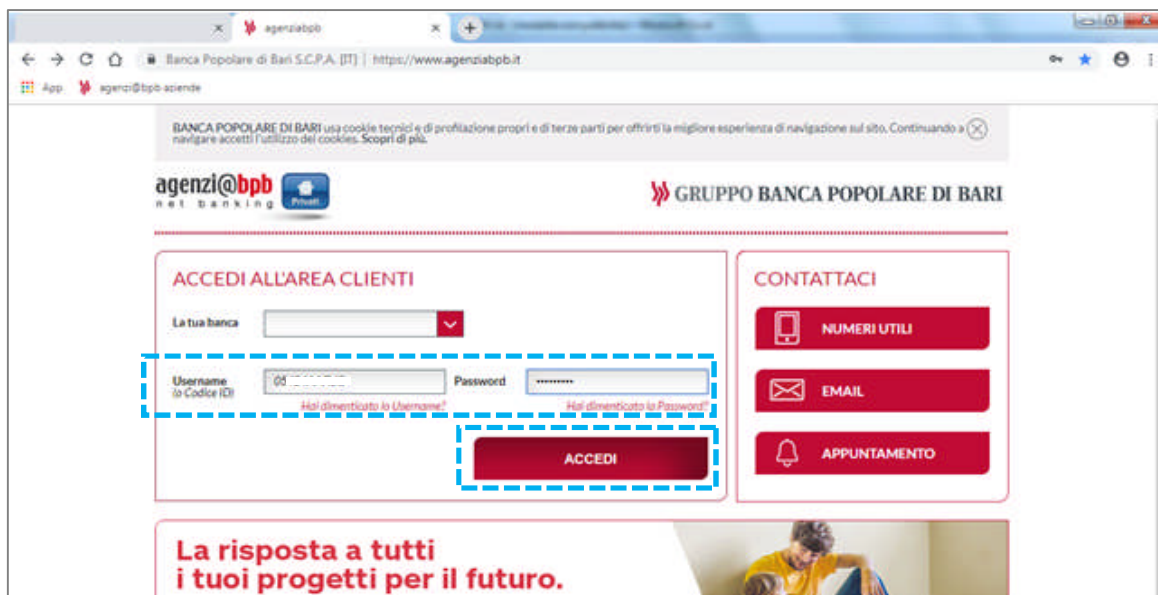 agenziabpb
Banca Popolare di Bari S.C.P.A. [IT] | https://www.agenziabpb.it
App agenzi@bpb aziende
BANCA POPOLARE DI BARI usa cookie tecnici e di profilazione propri e di terze parti per offrirti la migliore esperienza di navigazione sul sito. Continuando a
navigare accetti l'utilizzo dei cookies. Scopri di più.
agenzi@bpb
net banking
Privati
GRUPPO BANCA POPOLARE DI BARI
ACCEDI ALL'AREA CLIENTI
La tua banca
Username
(o Codice ID)
05
Hai dimenticato lo Username?
Password
Hai dimenticato la Password?
ACCEDI
CONTATTACI
NUMERI UTILI
EMAIL
APPUNTAMENTO
La risposta a tutti
i tuoi progetti per il futuro.